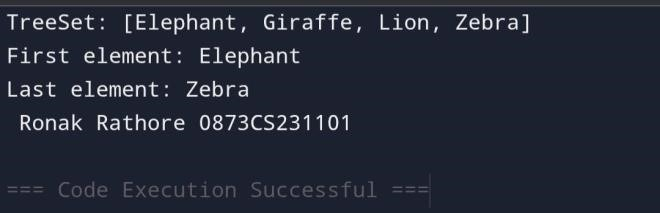 TreeSet: [Elephant, Giraffe, Lion, Zebra]
First element: Elephant
Last element: Zebra
Ronak Rathore 0873CS231101
=== Code Execution Successful ===